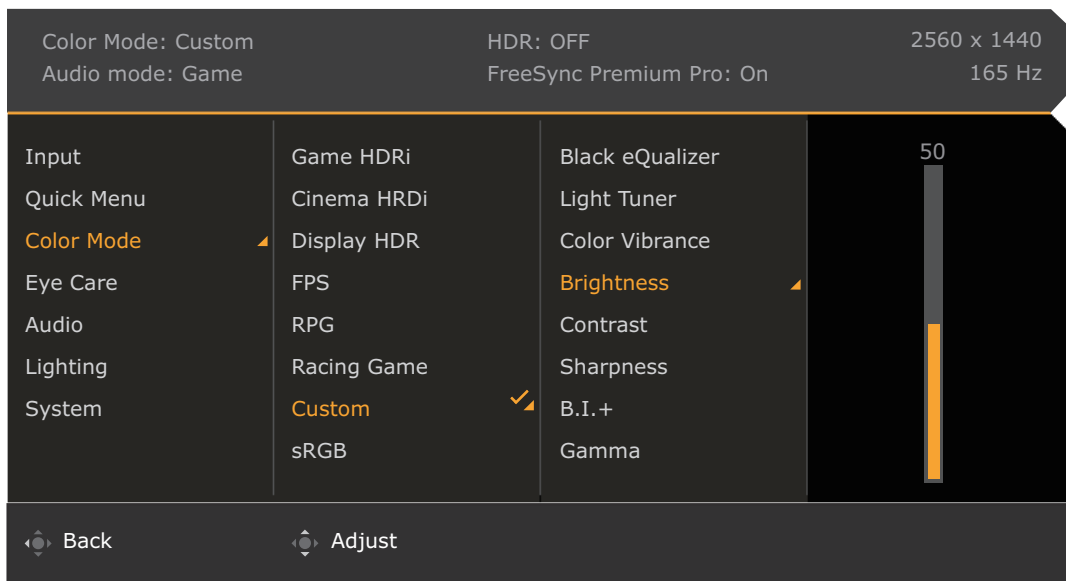 Color Mode: Custom
HDR: OFF
2560 x 1440
Audio mode: Game
FreeSync Premium Pro: On
165 Hz
Input
Quick Menu
Color Mode
Eye Care
Audio
Lighting
System
Game HDRi
Cinema HRDi
Display HDR
FPS
RPG
Racing Game
Custom
sRGB
Black eQualizer
Light Tuner
Color Vibrance
Brightness
Contrast
Sharpness
B.I.+
Gamma
50
Back
Adjust